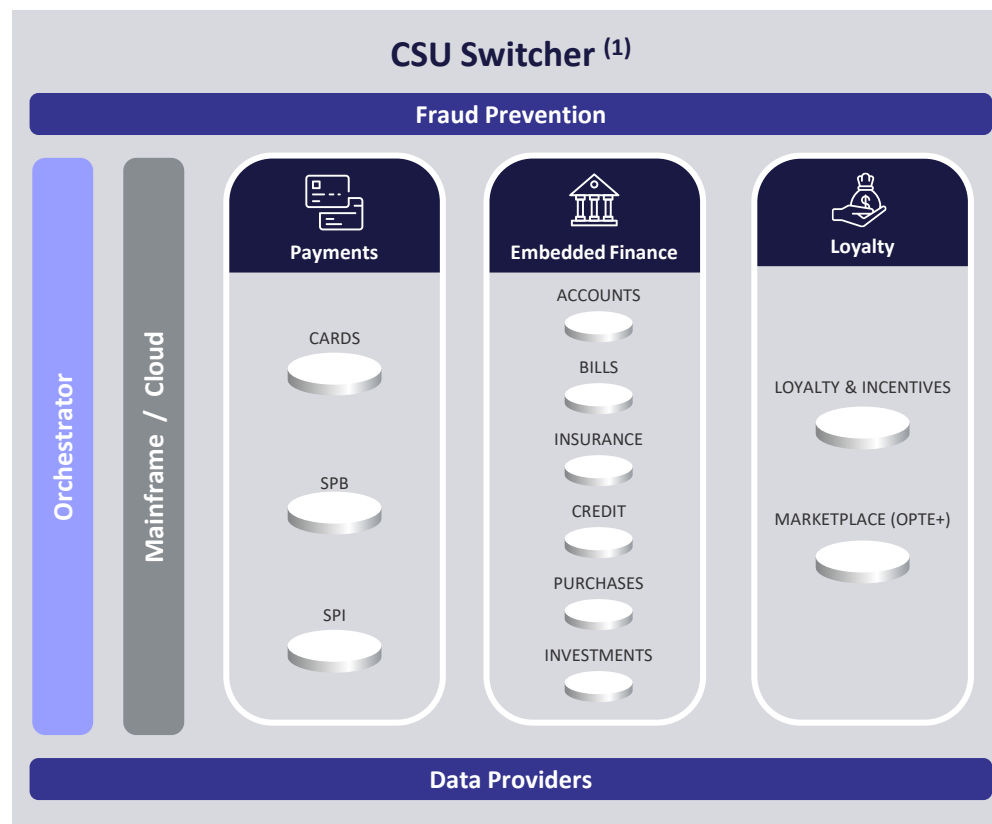 CSU Switcher (1)
Fraud Prevention
Orchestrator
Mainframe / Cloud
Payments
CARDS
SPB
SPI
Embedded Finance
ACCOUNTS
BILLS
INSURANCE
CREDIT
PURCHASES
INVESTMENTS
Loyalty
LOYALTY & INCENTIVES
MARKETPLACE (OPTE+)
Data Providers